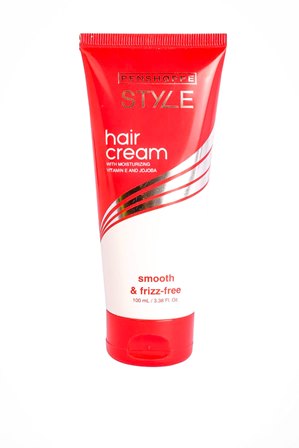 PENSHOPPE
STYLE
hair
cream
WITH MOISTURIZING
VITAMIN E AND JOJOBA
smooth
& frizz-free
100 mL / 3.38 Fl. Oz